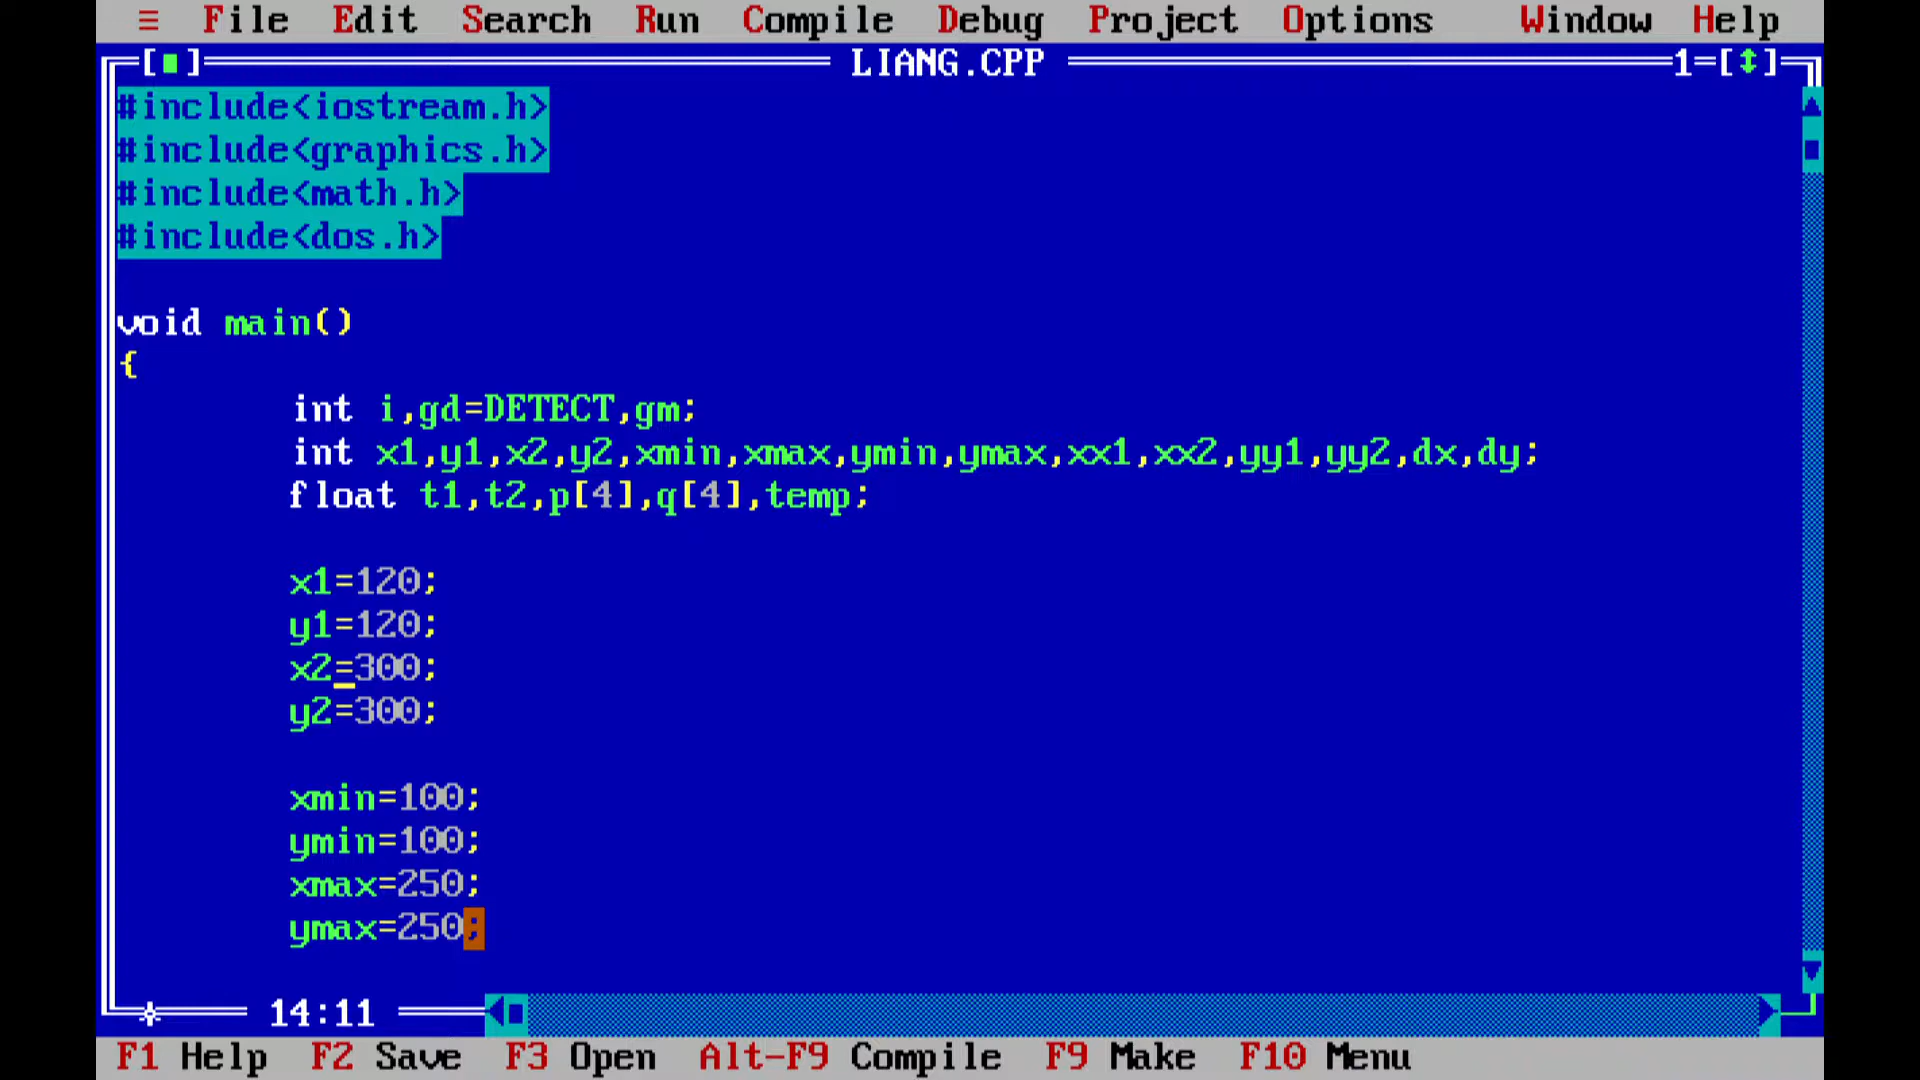 ≡ File Edit Search Run Compile Debug Project Options Window Help
[■] LIANG.CPP 1=[↕]
#include<iostream.h>
#include<graphics.h>
#include<math.h>
#include<dos.h>
void main()
{
int i,gd=DETECT,gm;
int x1,y1,x2,y2,xmin,xmax,ymin,ymax,xx1,xx2,yy1,yy2,dx,dy;
float t1,t2,p[4],q[4],temp;
x1=120;
y1=120;
x2=300;
y2=300;
xmin=100;
ymin=100;
xmax=250;
ymax=250;
14:11
F1 Help F2 Save F3 Open Alt-F9 Compile F9 Make F10 Menu